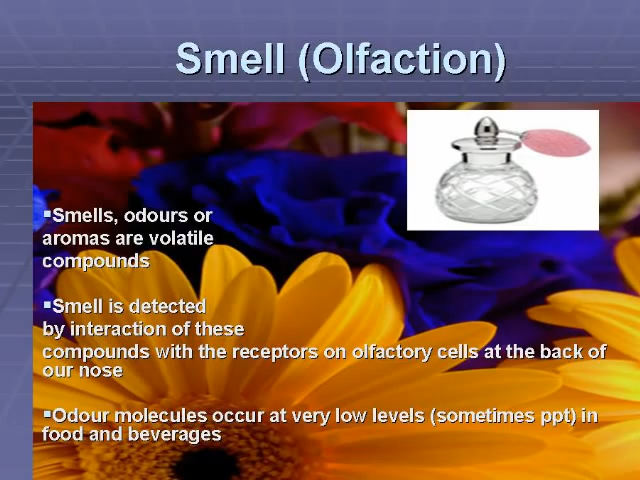 Smell (Olfaction)
▪Smells, odours or
aromas are volatile
compounds
▪Smell is detected
by interaction of these
compounds with the receptors on olfactory cells at the back of
our nose
▪Odour molecules occur at very low levels (sometimes ppt) in
food and beverages